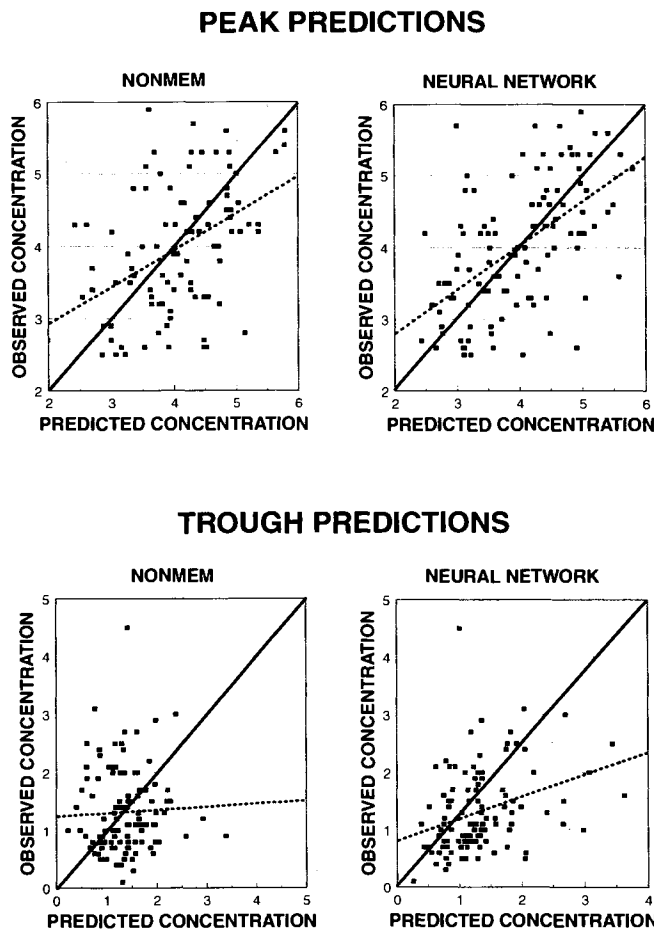 PEAK PREDICTIONS
NONMEM
NEURAL NETWORK
OBSERVED CONCENTRATION
6
5
4
3
2
2 3 4 5 6
PREDICTED CONCENTRATION
OBSERVED CONCENTRATION
6
5
4
3
2
2 3 4 5 6
PREDICTED CONCENTRATION
TROUGH PREDICTIONS
NONMEM
NEURAL NETWORK
OBSERVED CONCENTRATION
5
4
3
2
1
0
0 1 2 3 4 5
PREDICTED CONCENTRATION
OBSERVED CONCENTRATION
5
4
3
2
1
0
0 1 2 3 4
PREDICTED CONCENTRATION